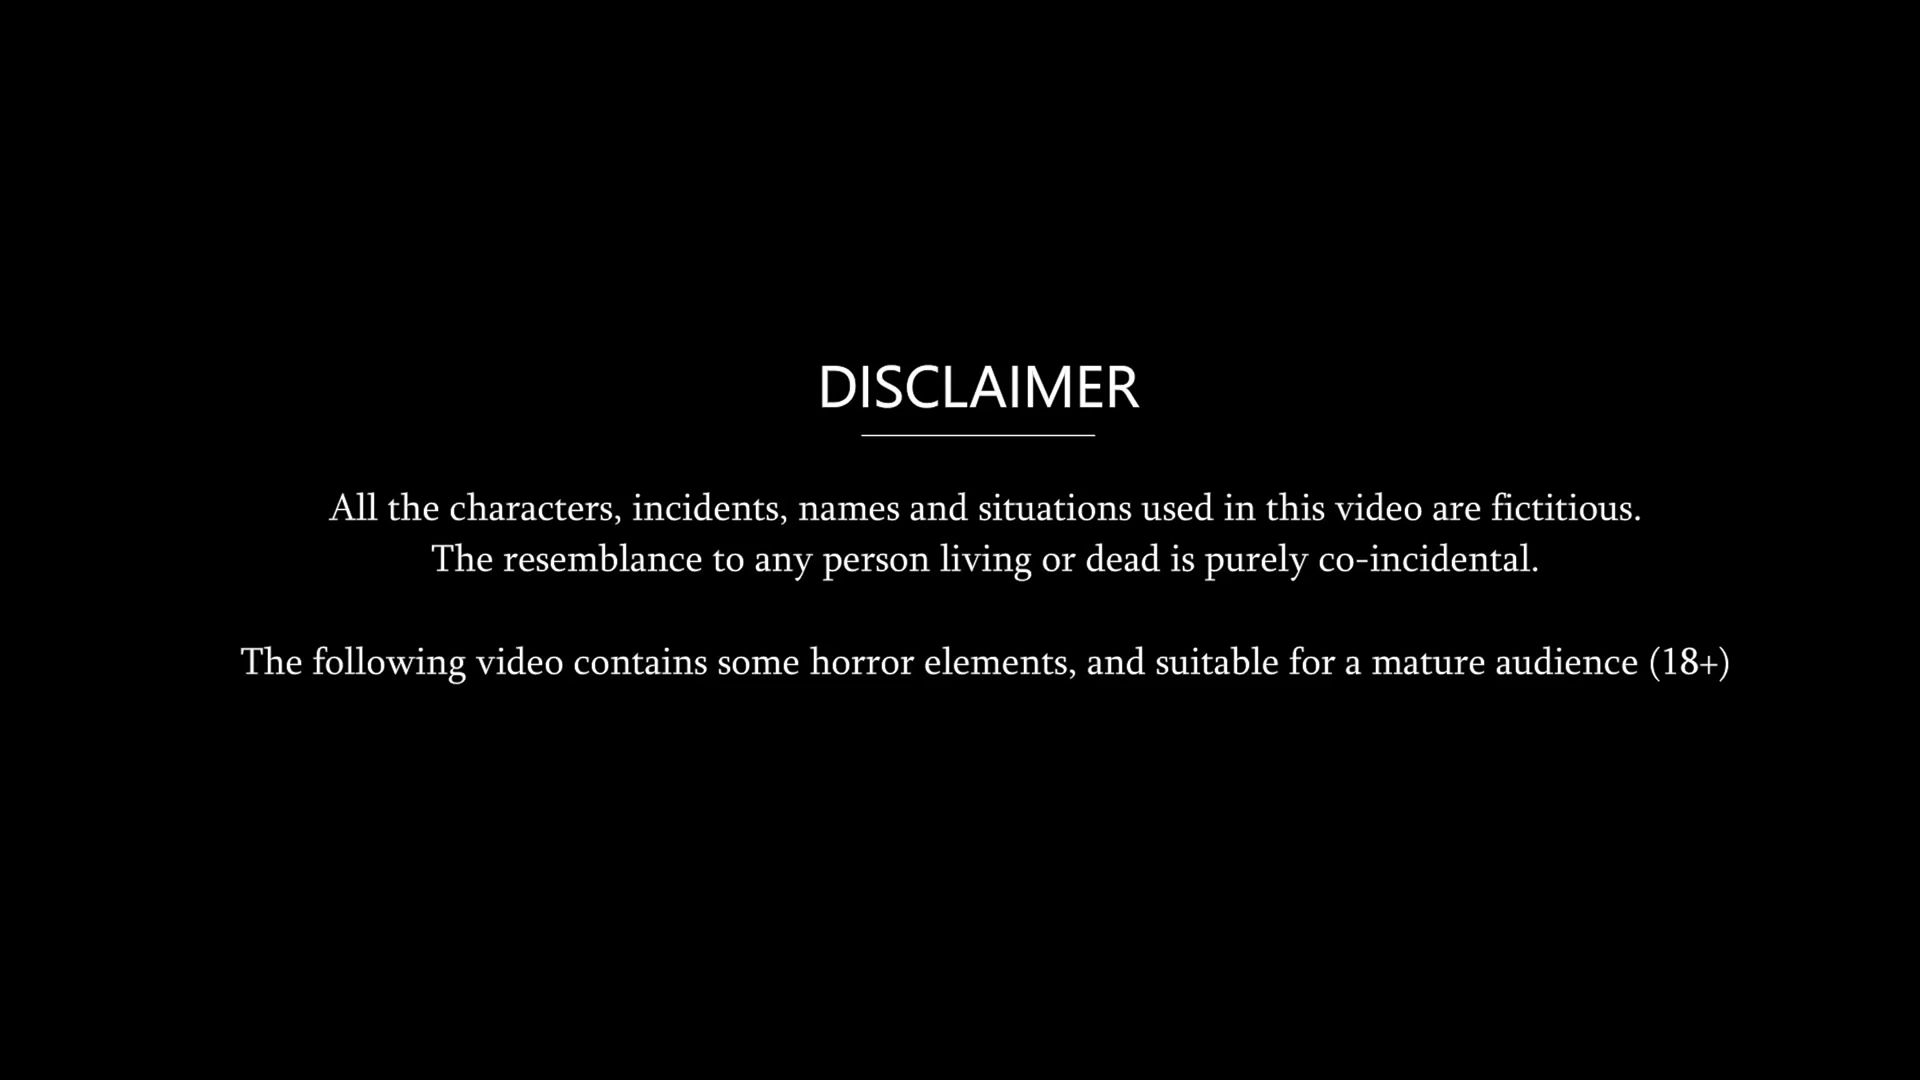 DISCLAIMER
All the characters, incidents, names and situations used in this video are fictitious.
The resemblance to any person living or dead is purely co-incidental.
The following video contains some horror elements, and suitable for a mature audience (18+)